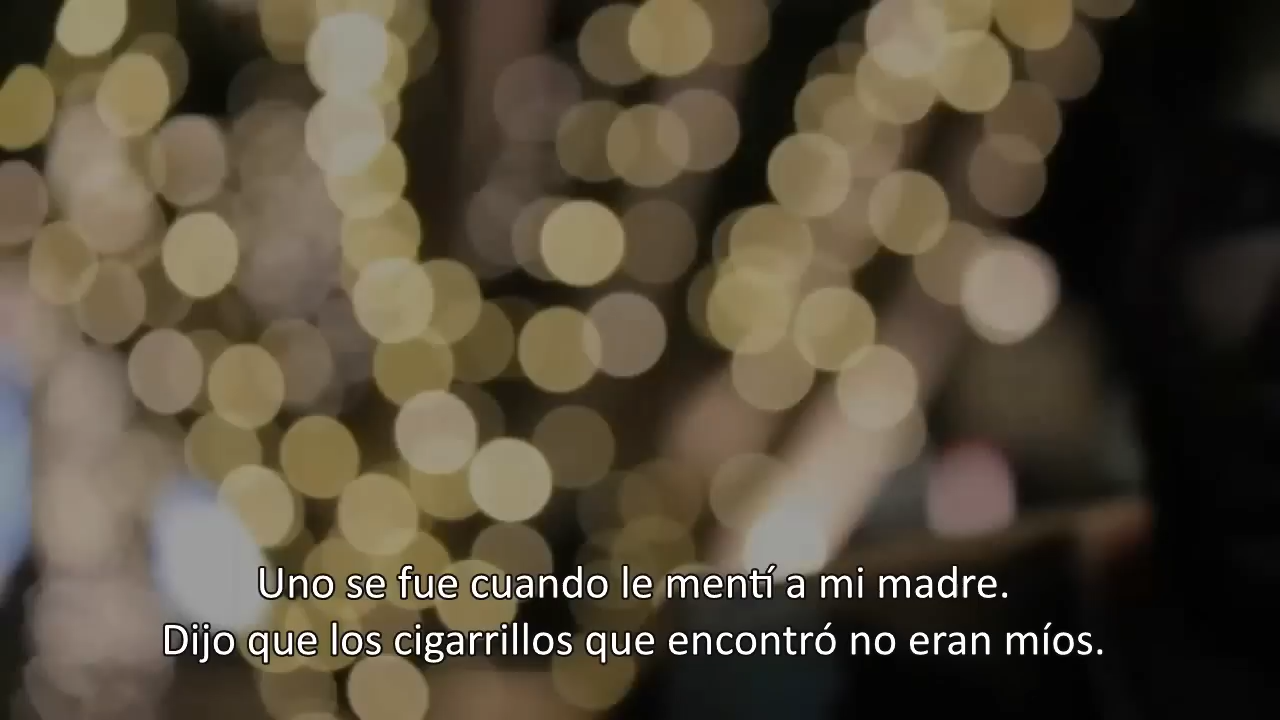 Uno se fue cuando le mentí a mi madre.
Dijo que los cigarrillos que encontró no eran míos.